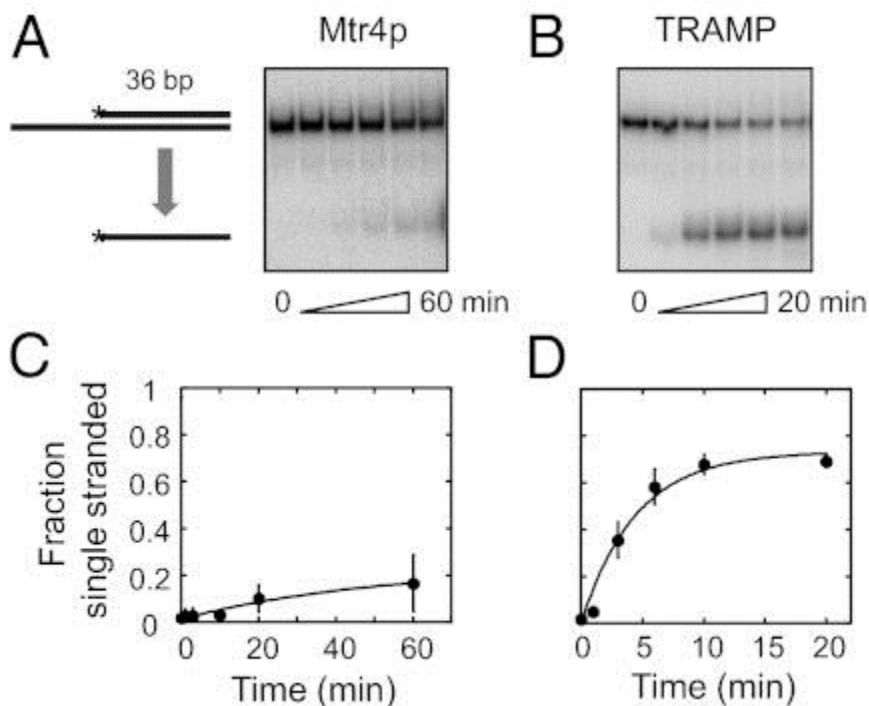 A
Mtr4p
B
TRAMP
36 bp
*
*
0
60 min
0
20 min
C
D
Fraction
single stranded
1
0.8
0.6
0.4
0.2
0
0
20
40
60
Time (min)
0
5
10
15
20
Time (min)